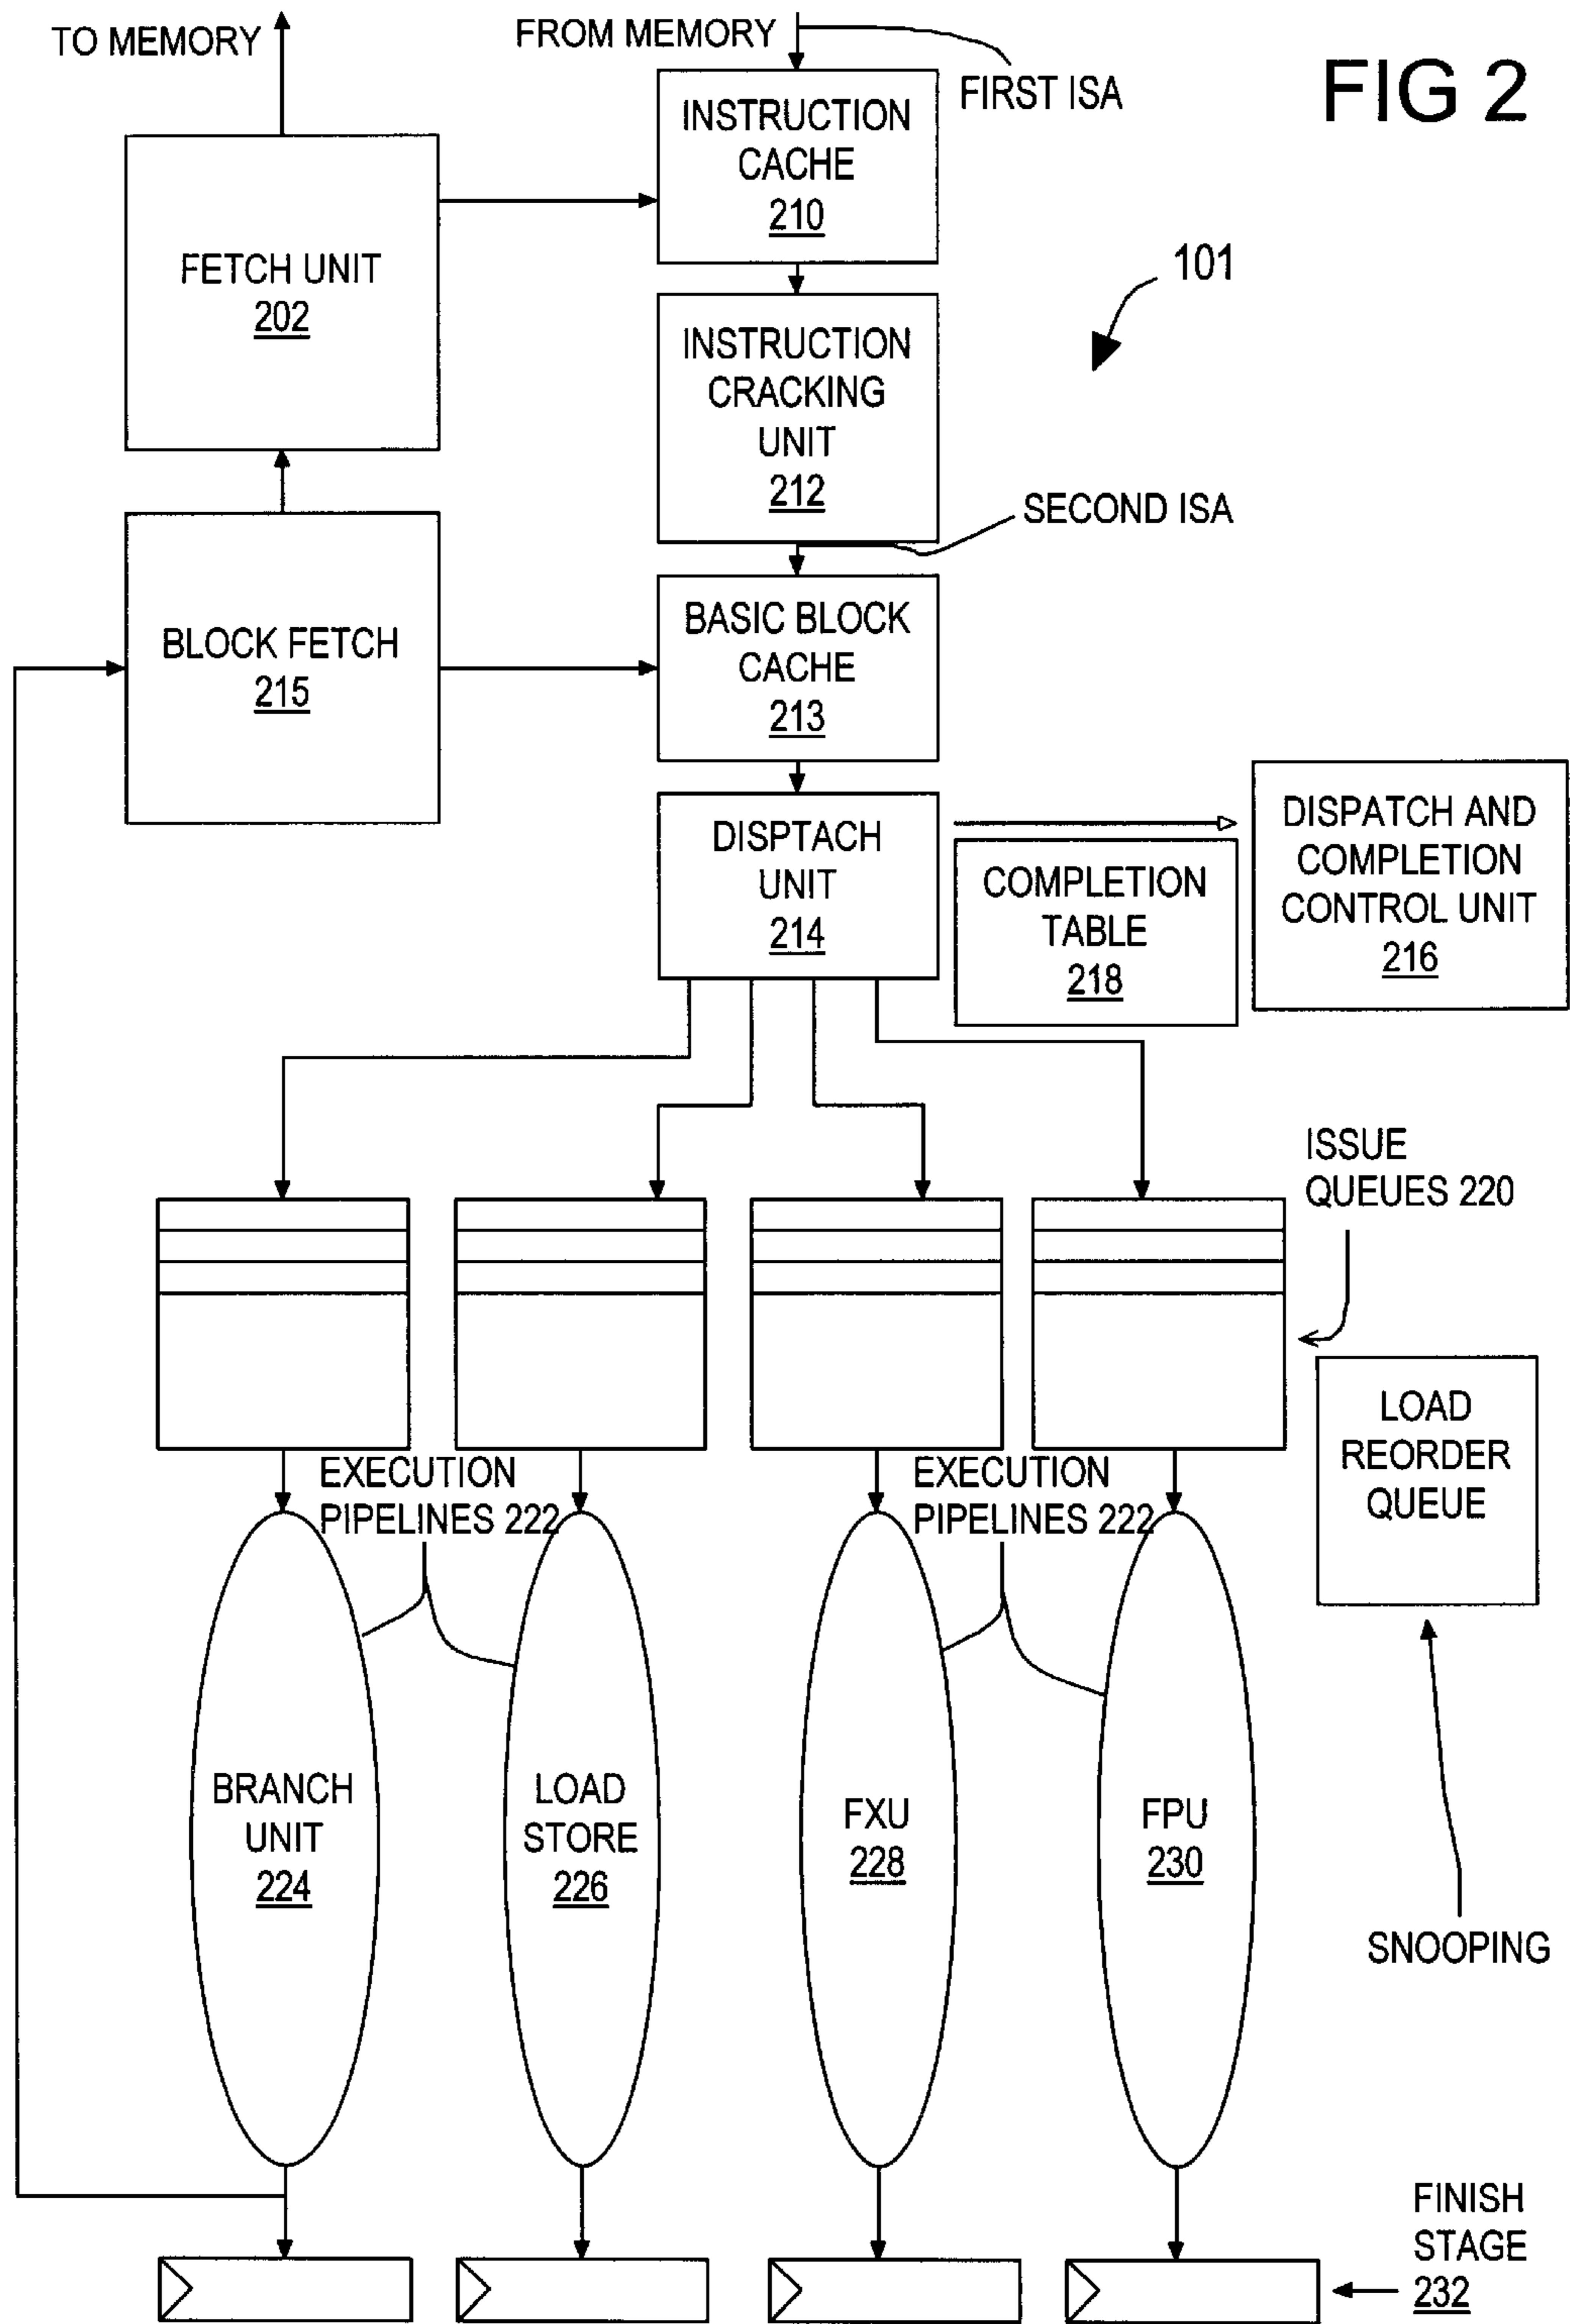 TO MEMORY
FROM MEMORY
FIRST ISA
FIG 2
INSTRUCTION
CACHE
210
FETCH UNIT
202
101
INSTRUCTION
CRACKING
UNIT
212
SECOND ISA
BLOCK FETCH
215
BASIC BLOCK
CACHE
213
DISPTACH
UNIT
214
COMPLETION
TABLE
218
DISPATCH AND
COMPLETION
CONTROL UNIT
216
ISSUE
QUEUES 220
LOAD
REORDER
QUEUE
EXECUTION
PIPELINES 222
EXECUTION
PIPELINES 222
BRANCH
UNIT
224
LOAD
STORE
226
FXU
228
FPU
230
SNOOPING
FINISH
STAGE
232